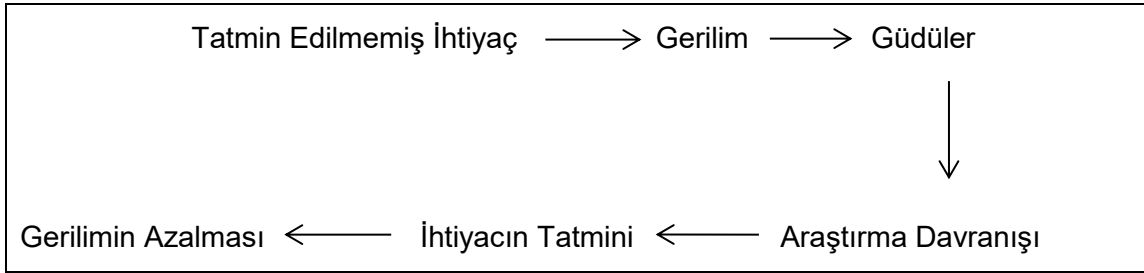 Tatmin Edilmemiş İhtiyaç Gerilim Güdüler
Gerilimin Azalması İhtiyacın Tatmini Araştırma Davranışı